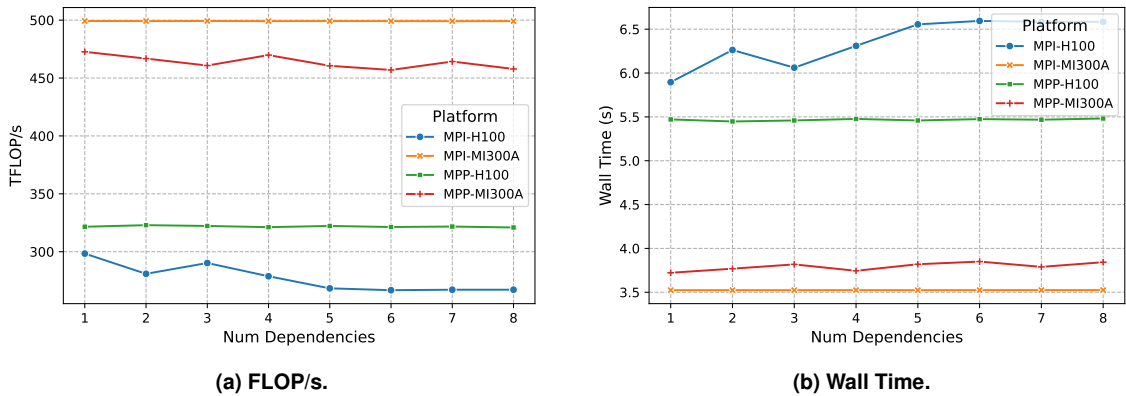 500
450
400
350
300
TFLOP/s
1 2 3 4 5 6 7 8
Num Dependencies
Platform
MPI-H100
MPI-MI300A
MPP-H100
MPP-MI300A
(a) FLOP/s.
6.5
6.0
5.5
5.0
4.5
4.0
3.5
Wall Time (s)
1 2 3 4 5 6 7 8
Num Dependencies
Platform
MPI-H100
MPI-MI300A
MPP-H100
MPP-MI300A
(b) Wall Time.